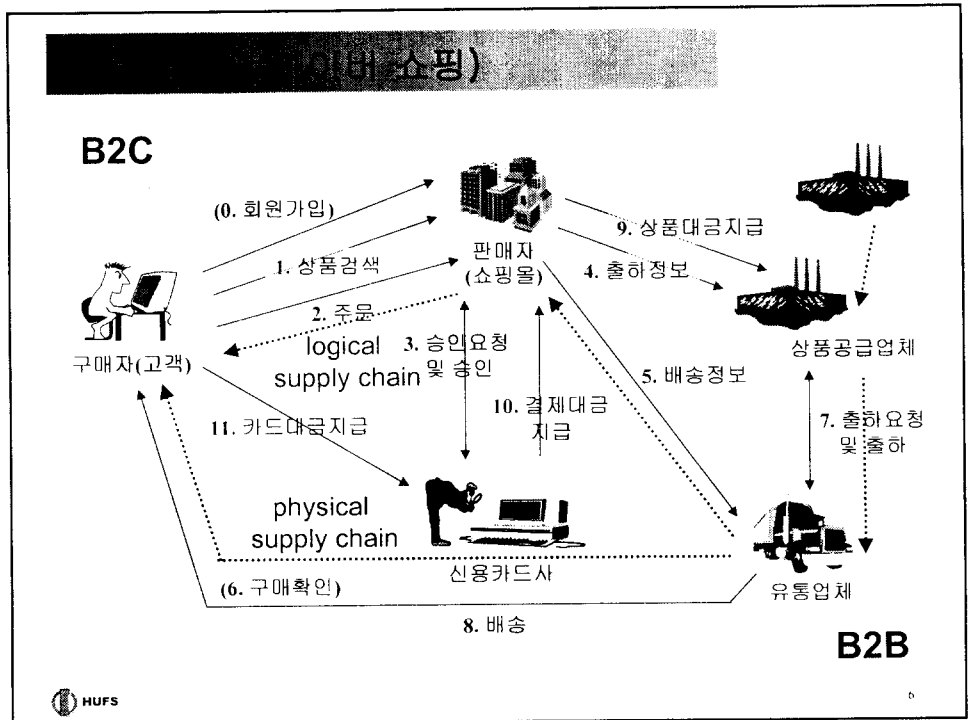 이버 쇼핑)
B2C
(0. 회원가입)
1. 상품검색
2. 주문
구매자(고객)
판매자
(쇼핑몰)
9. 상품대금지급
4. 출하정보
상품공급업체
logical
supply chain
3. 승인요청
및 승인
5. 배송정보
10. 결제대금
지급
7. 출하요청
및 출하
11. 카드대금지급
physical
supply chain
신용카드사
유통업체
(6. 구매확인)
8. 배송
B2B
HUFS
6